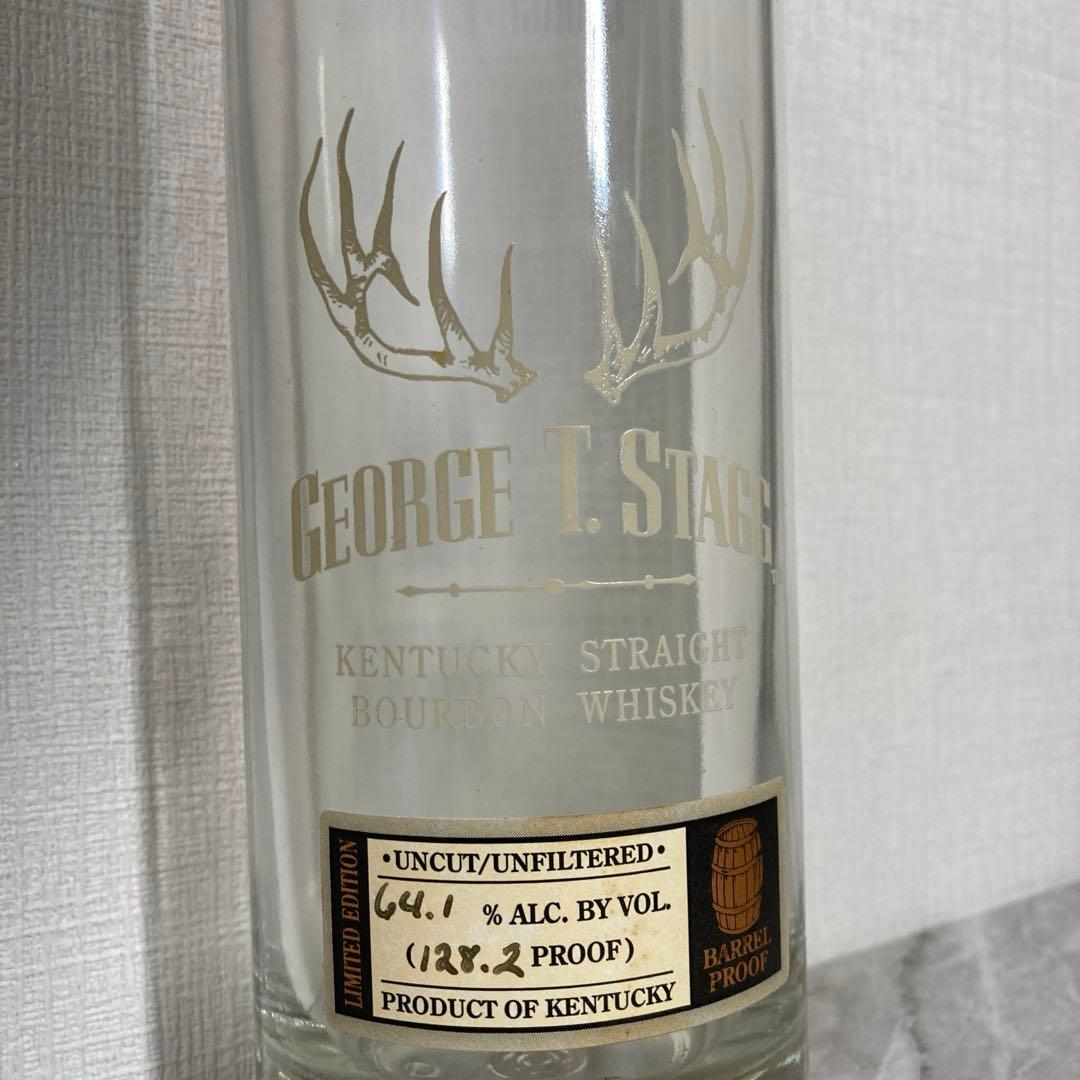 GEORGE T. STAGG
KENTUCKY STRAIGHT
BOURBON WHISKEY
LIMITED EDITION
•UNCUT/UNFILTERED•
64.1 % ALC. BY VOL.
(128.2 PROOF)
PRODUCT OF KENTUCKY
BARREL
PROOF